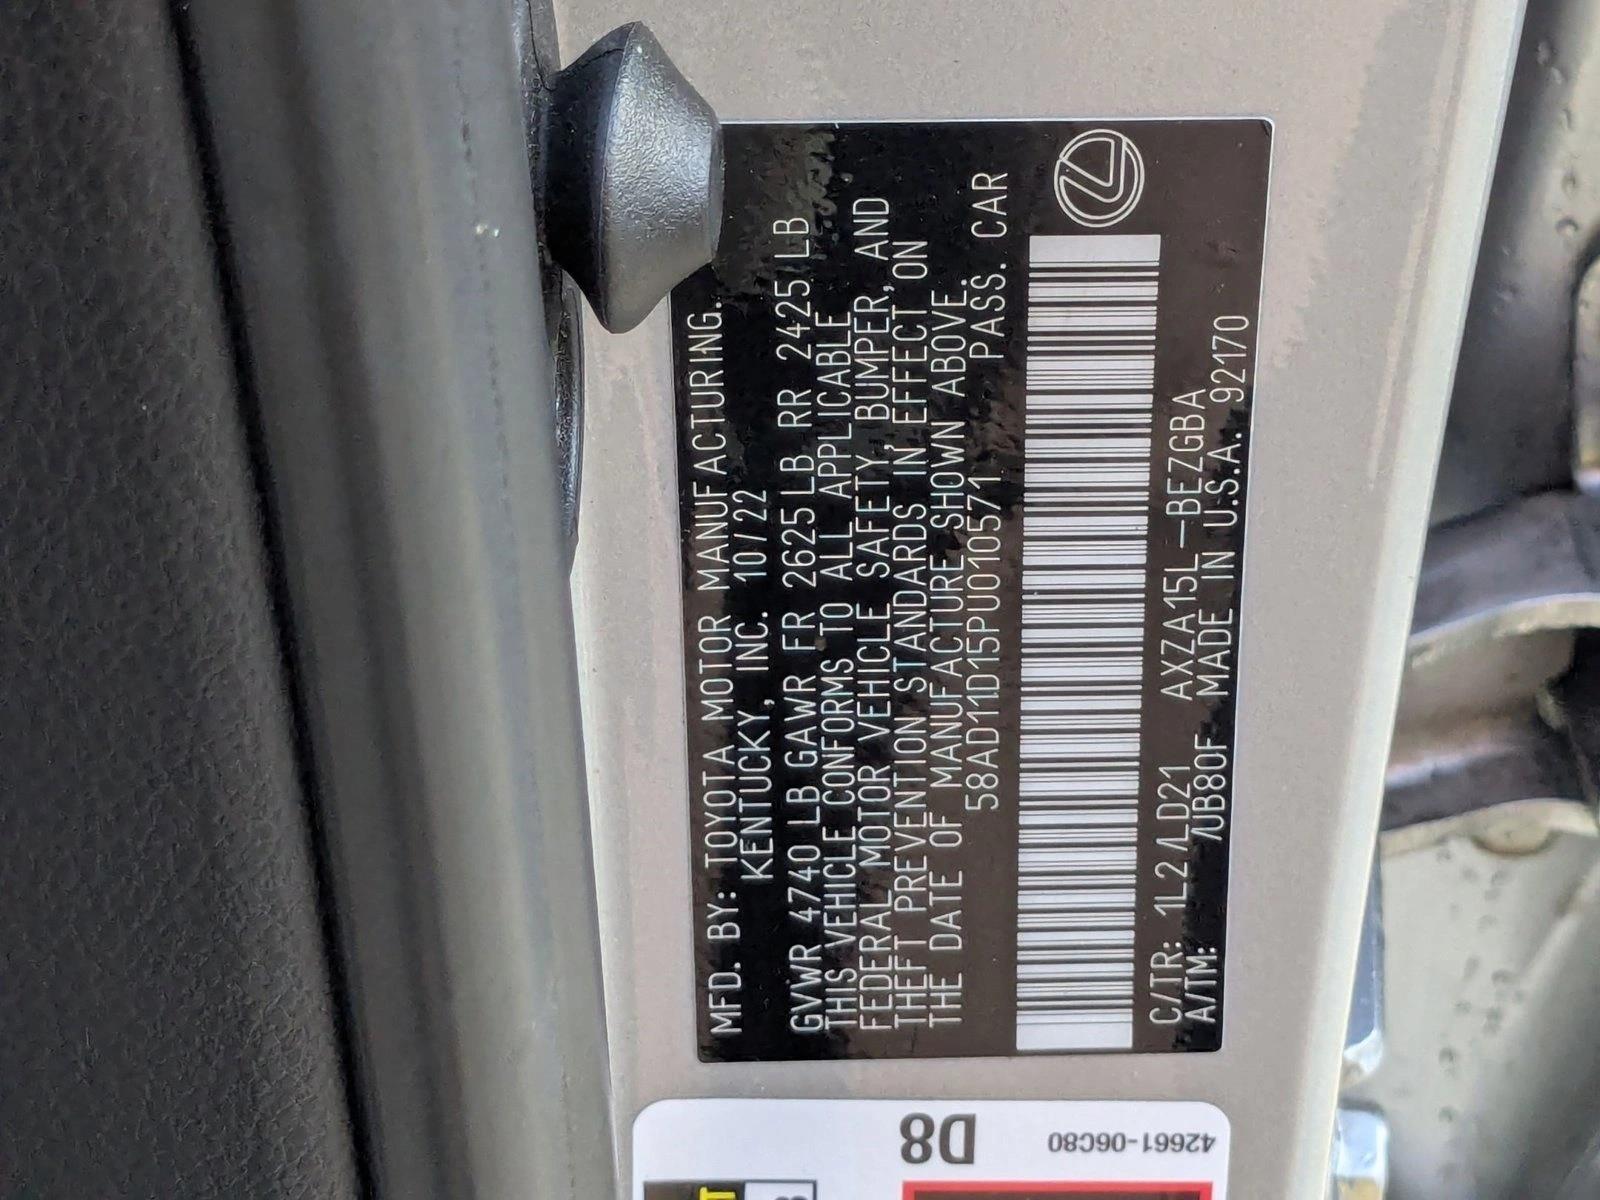 MFD. BY: TOYOTA MOTOR MANUFACTURING,
KENTUCKY, INC. 10/22
GVWR 4740 LB GAWR FR 2625 LB RR 2425 LB
THIS VEHICLE CONFORMS TO ALL APPLICABLE
FEDERAL MOTOR VEHICLE SAFETY, BUMPER, AND
THEFT PREVENTION STANDARDS IN EFFECT ON
THE DATE OF MANUFACTURE SHOWN ABOVE.
58AD11D15PU010571 PASS. CAR
C/TR: 1L2/LD21 AXZA15L-BEZGBA
A/TM: /UB80F MADE IN U.S.A. 92170
D8
42661-06C80